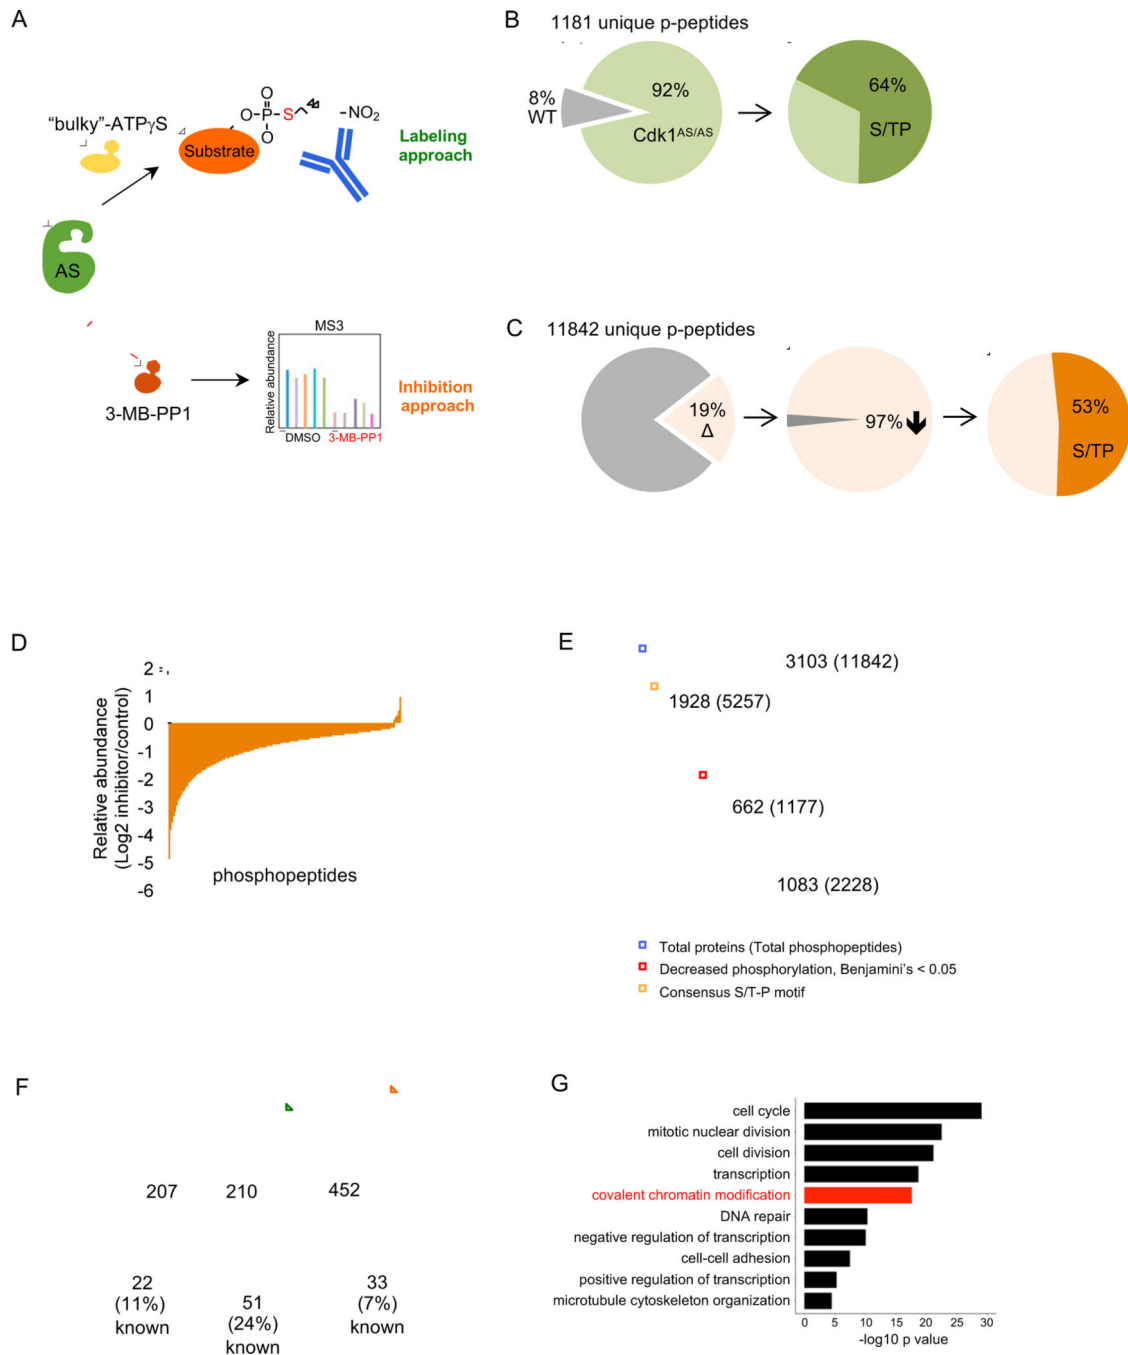 A
"bulky"-ATPγS
Substrate
O
O-P-S
O
-NO2
Labeling
approach
AS
3-MB-PP1
MS3
Relative abundance
DMSO
3-MB-PP1
Inhibition
approach
B
1181 unique p-peptides
8%
WT
92%
Cdk1AS/AS
64%
S/TP
C
11842 unique p-peptides
19%
Δ
97%
53%
S/TP
D
Relative abundance
(Log2 inhibitor/control)
2
1
0
-1
-2
-3
-4
-5
-6
phosphopeptides
E
3103 (11842)
1928 (5257)
662 (1177)
1083 (2228)
Total proteins (Total phosphopeptides)
Decreased phosphorylation, Benjamini's < 0.05
Consensus S/T-P motif
F
207
210
452
22
(11%)
known
51
(24%)
known
33
(7%)
known
G
cell cycle
mitotic nuclear division
cell division
transcription
covalent chromatin modification
DNA repair
negative regulation of transcription
cell-cell adhesion
positive regulation of transcription
microtubule cytoskeleton organization
0 5 10 15 20 25 30
-log10 p value